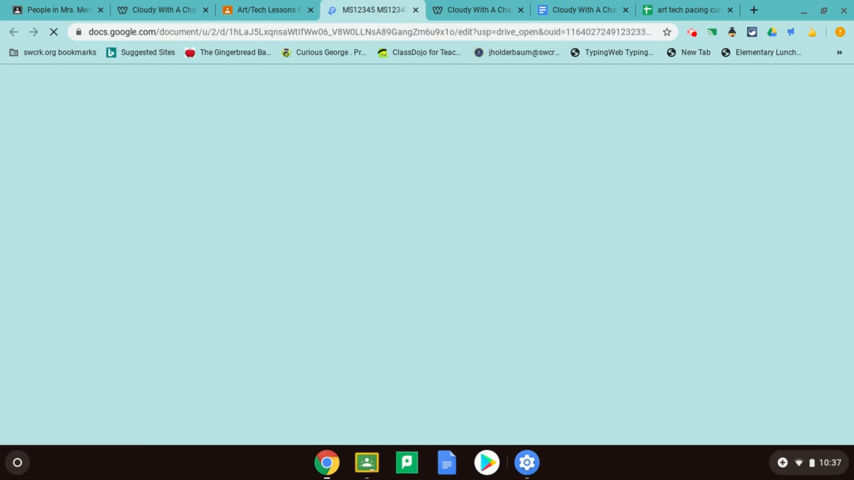 People in Mrs. Men
Cloudy With A Cha
Art/Tech Lessons f
MS12345 MS1234
Cloudy With A Cha
Cloudy With A Cha
art tech pacing cur
docs.google.com/document/u/2/d/1hLaJ5LxqnsaWtIfWw06_V8W0LLNsA89GangZm6u9x1o/edit?usp=drive_open&ouid=1164027249123233...
swcrk.org bookmarks
Suggested Sites
The Gingerbread Ba...
Curious George . Pr...
ClassDojo for Teac...
jholderbaum@swcr...
TypingWeb Typing...
New Tab
Elementary Lunch...
10:37